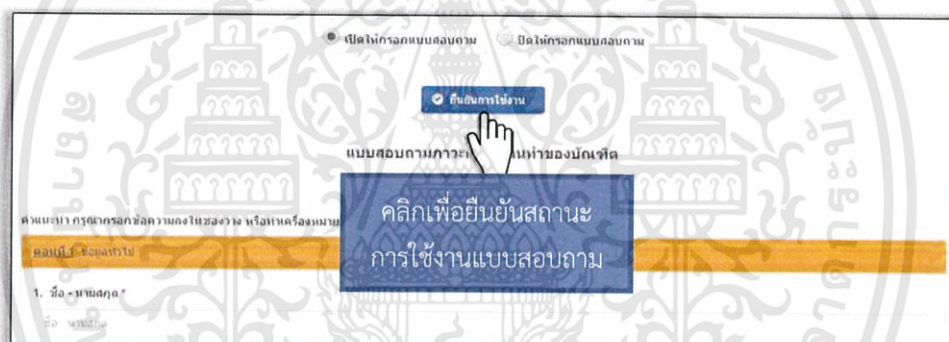 เปิดให้กรอกแบบสอบถาม ปิดให้กรอกแบบสอบถาม
ยืนยันการใช้งาน
แบบสอบถามภาวะ นทำของบัณฑิต
คำแนะนำ กรุณากรอกข้อความลงในช่องว่าง หรือทำเครื่องหมาย
คลิกเพื่อยืนยันสถานะ
การใช้งานแบบสอบถาม
ตอนที่ 1 ข้อมูลทั่วไป
1. ชื่อ - นามสกุล *
ชื่อ - นามสกุล